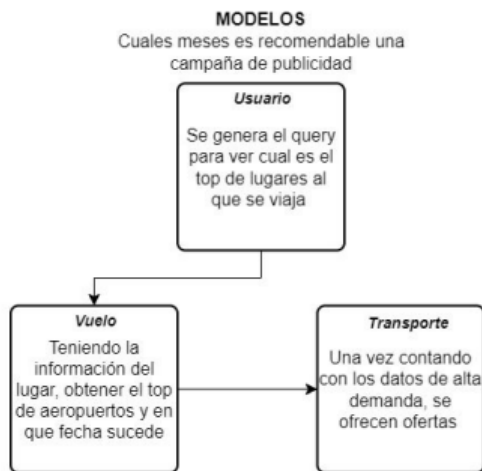 MODELOS
Cuales meses es recomendable una
campaña de publicidad
Usuario
Se genera el query
para ver cual es el
top de lugares al
que se viaja
Vuelo
Teniendo la
información del
lugar, obtener el top
de aeropuertos y en
que fecha sucede
Transporte
Una vez contando
con los datos de alta
demanda, se
ofrecen ofertas